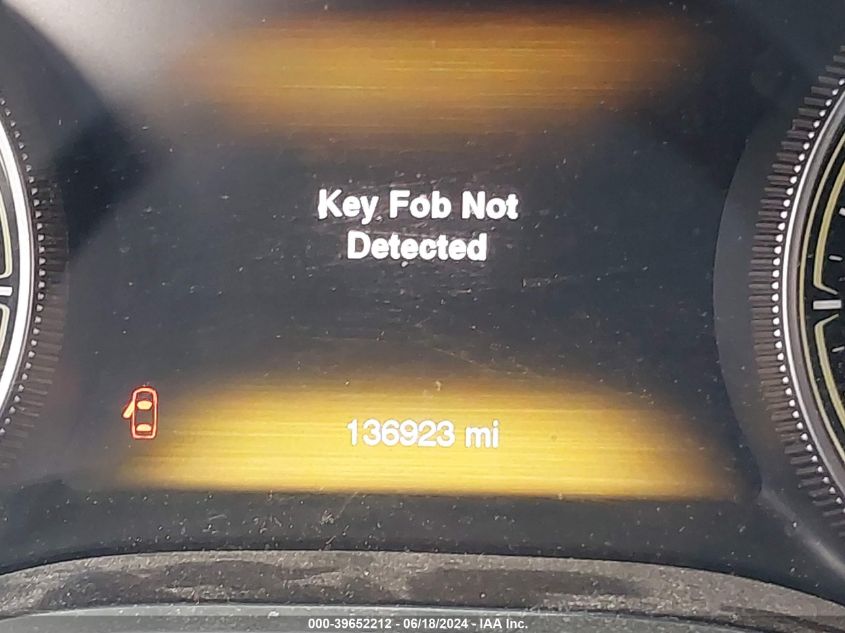 Key Fob Not
Detected
136923 mi
000-39652212 - 06/18/2024 - IAA Inc.